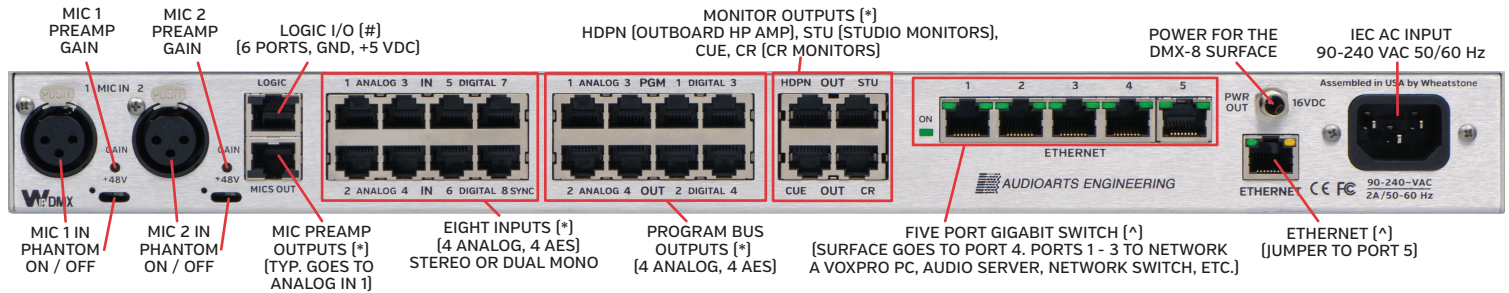 MIC 1
PREAMP
GAIN
MIC 2
PREAMP
GAIN
LOGIC I/O (#)
(6 PORTS, GND, +5 VDC)
MONITOR OUTPUTS (*)
HDPN (OUTBOARD HP AMP), STU (STUDIO MONITORS),
CUE, CR (CR MONITORS)
POWER FOR THE
DMX-8 SURFACE
IEC AC INPUT
90-240 VAC 50/60 Hz
PUSH
1 MIC IN 2
PUSH
LOGIC
1 ANALOG 3 IN 5 DIGITAL 7
1 ANALOG 3 PGM 1 DIGITAL 3
HDPN OUT STU
1 2 3 4 5
ON
PWR
OUT
16VDC
Assembled in USA by Wheatstone
GAIN
+48V
GAIN
+48V
ETHERNET
MICS OUT
2 ANALOG 4 IN 6 DIGITAL 8 SYNC
2 ANALOG 4 OUT 2 DIGITAL 4
CUE OUT CR
AUDIOARTS ENGINEERING
ETHERNET
CE FC
90-240~VAC
2A/50-60 Hz
W DMX
MIC 1 IN
PHANTOM
ON / OFF
MIC 2 IN
PHANTOM
ON / OFF
MIC PREAMP
OUTPUTS (*)
(TYP. GOES TO
ANALOG IN 1)
EIGHT INPUTS (*)
(4 ANALOG, 4 AES)
STEREO OR DUAL MONO
PROGRAM BUS
OUTPUTS (*)
(4 ANALOG, 4 AES)
FIVE PORT GIGABIT SWITCH (^)
(SURFACE GOES TO PORT 4. PORTS 1 - 3 TO NETWORK
A VOXPRO PC, AUDIO SERVER, NETWORK SWITCH, ETC.)
ETHERNET (^)
(JUMPER TO PORT 5)